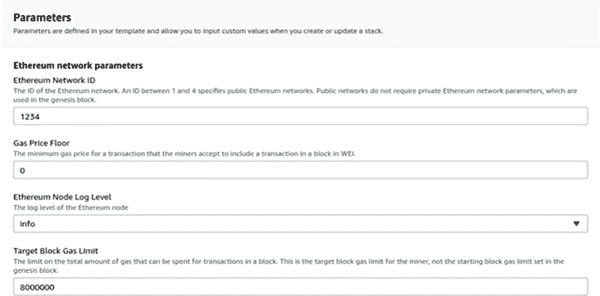 Parameters
Parameters are defined in your template and allow you to input custom values when you create or update a stack.
Ethereum network parameters
Ethereum Network ID
The ID of the Ethereum network. An ID between 1 and 4 specifies public Ethereum networks. Public networks do not require private Ethereum network parameters, which are
used in the genesis block.
1234
Gas Price Floor
The minimum gas price for a transaction that the miners accept to include a transaction in a block in WEI.
0
Ethereum Node Log Level
The log level of the Ethereum node
info
Target Block Gas Limit
The limit on the total amount of gas that can be spent for transactions in a block. This is the target block gas limit for the miner, not the starting block gas limit set in the
genesis block.
8000000